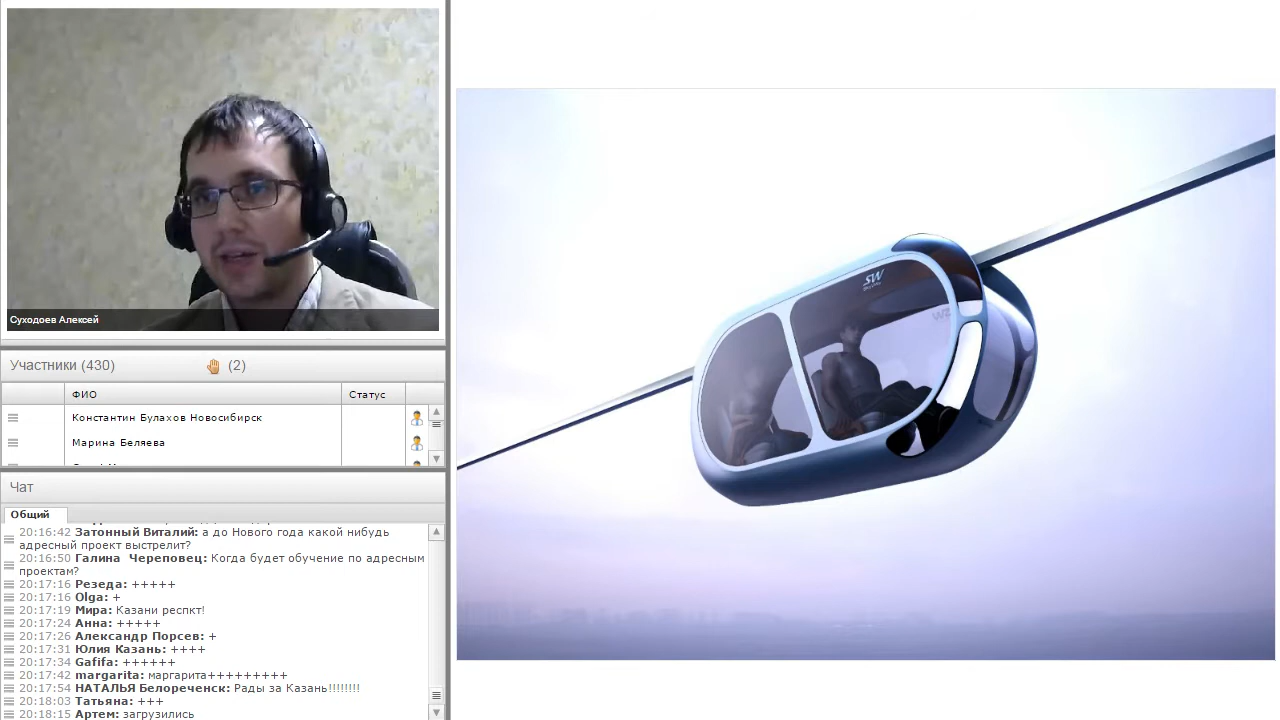 Суходоев Алексей
Участники (430)
(2)
ФИО
Статус
Константин Булахов Новосибирск
Марина Беляева
Чат
Общий
20:16:42 Затонный Виталий: а до Нового года какой нибудь
адресный проект выстрелит?
20:16:50 Галина Череповец: Когда будет обучение по адресным
проектам?
20:17:16 Резеда: +++++
20:17:16 Olga: +
20:17:19 Мира: Казани респкт!
20:17:24 Анна: +++++
20:17:26 Александр Порсев: +
20:17:31 Юлия Казань: ++++
20:17:34 Gafifa: ++++++
20:17:42 margarita: маргарита+++++++++
20:17:54 НАТАЛЬЯ Белореченск: Рады за Казань!!!!!!!!
20:18:03 Татьяна: +++
20:18:15 Артем: загрузились
SW